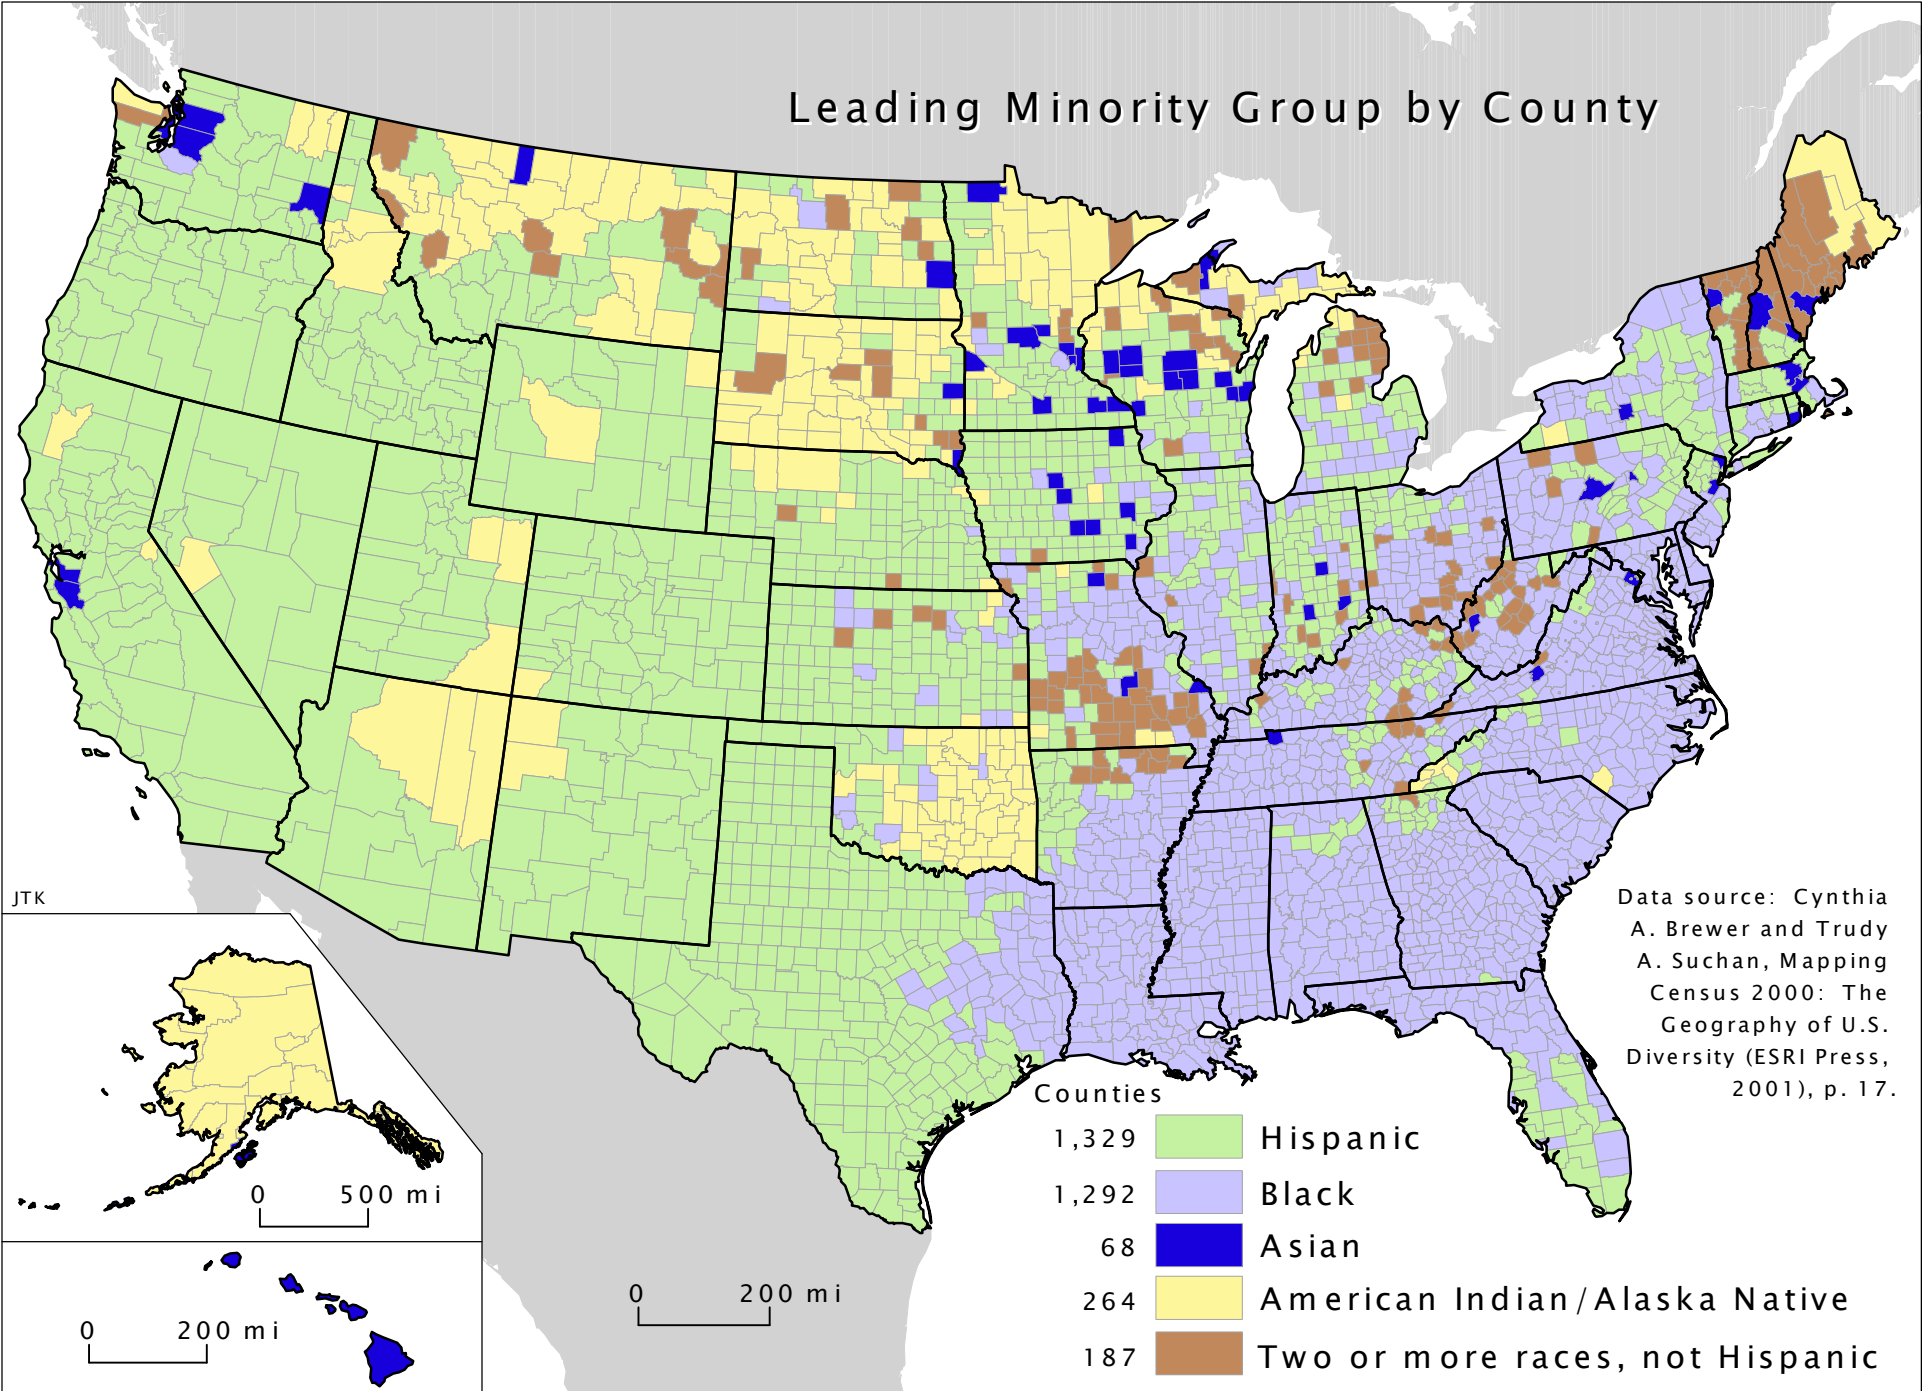 Leading Minority Group by County
JTK
Data source: Cynthia
A. Brewer and Trudy
A. Suchan, Mapping
Census 2000: The
Geography of U.S.
Diversity (ESRI Press,
2001), p. 17.
Counties
1,329 Hispanic
1,292 Black
68 Asian
264 American Indian/Alaska Native
187 Two or more races, not Hispanic
0 500 mi
0 200 mi
0 200 mi